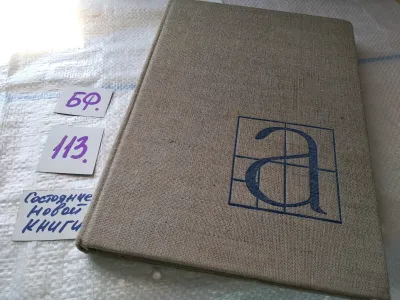 БФ.
113.
Состояние
новой
книги
a